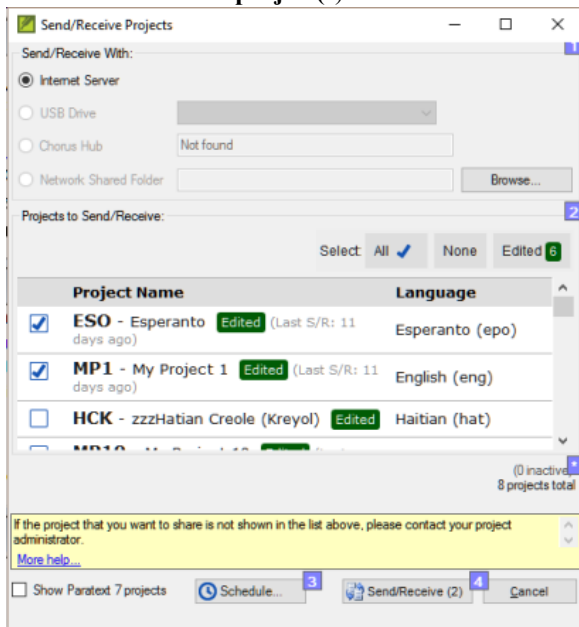 Send/Receive Projects
Send/Receive With:
1
Internet Server
USB Drive
Chorus Hub Not found
Network Shared Folder Browse...
Projects to Send/Receive: 2
Select: All None Edited 6
Project Name Language
ESO - Esperanto Edited (Last S/R: 11 days ago) Esperanto (epo)
MP1 - My Project 1 Edited (Last S/R: 11 days ago) English (eng)
HCK - zzzHatian Creole (Kreyol) Edited Haitian (hat)
(0 inactive) *
8 projects total
If the project that you want to share is not shown in the list above, please contact your project
administrator.
More help...
Show Paratext 7 projects Schedule... 3 Send/Receive (2) 4 Cancel